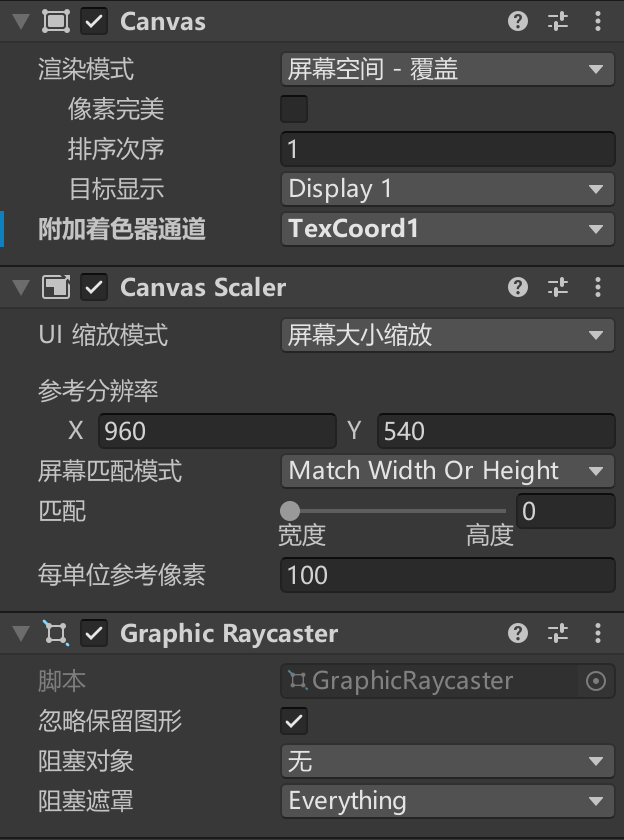 Canvas
渲染模式 屏幕空间 - 覆盖
像素完美
排序次序 1
目标显示 Display 1
附加着色器通道 TexCoord1
Canvas Scaler
UI 缩放模式 屏幕大小缩放
参考分辨率
X 960 Y 540
屏幕匹配模式 Match Width Or Height
匹配 0
宽度 高度
每单位参考像素 100
Graphic Raycaster
脚本 GraphicRaycaster
忽略保留图形
阻塞对象 无
阻塞遮罩 Everything